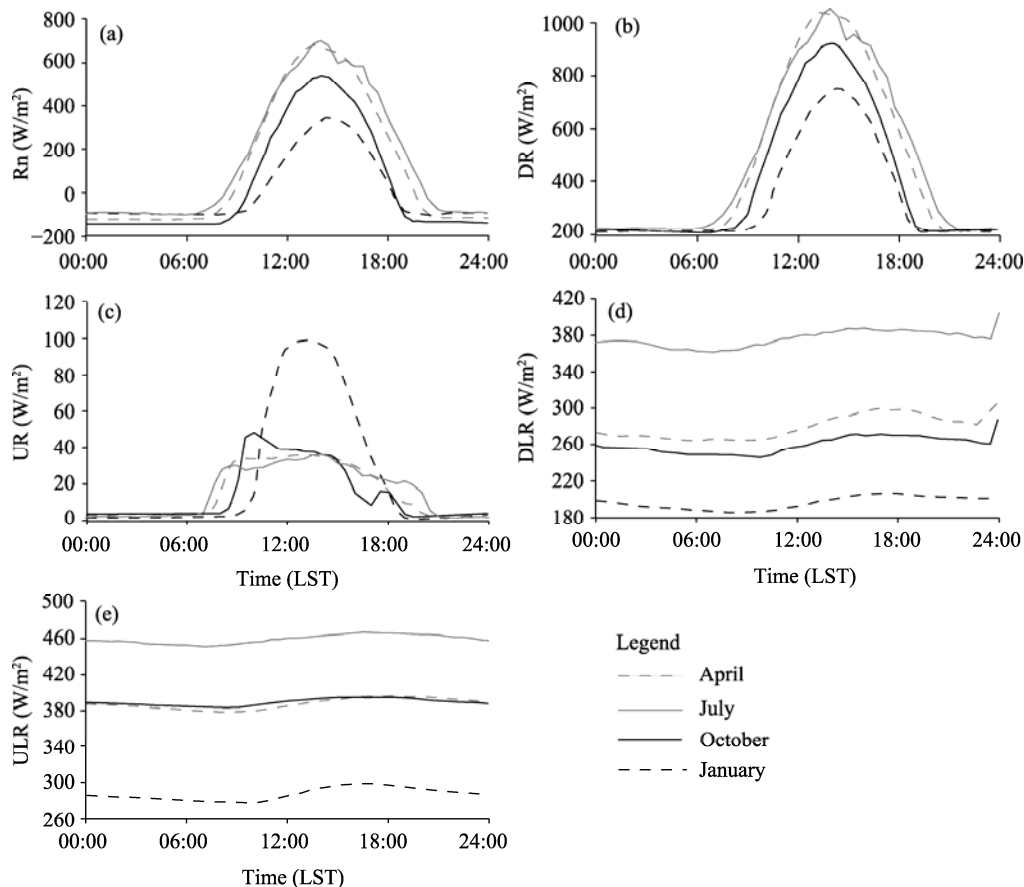 (a)
800
600
400
200
0
−200
Rn (W/m²)
00:00 06:00 12:00 18:00 24:00
(b)
1000
800
600
400
200
DR (W/m²)
00:00 06:00 12:00 18:00 24:00
(c)
120
100
80
60
40
20
0
UR (W/m²)
00:00 06:00 12:00 18:00 24:00
Time (LST)
(d)
420
380
340
300
260
220
180
DLR (W/m²)
00:00 06:00 12:00 18:00 24:00
Time (LST)
(e)
500
460
420
380
340
300
260
ULR (W/m²)
00:00 06:00 12:00 18:00 24:00
Time (LST)
Legend
April
July
October
January